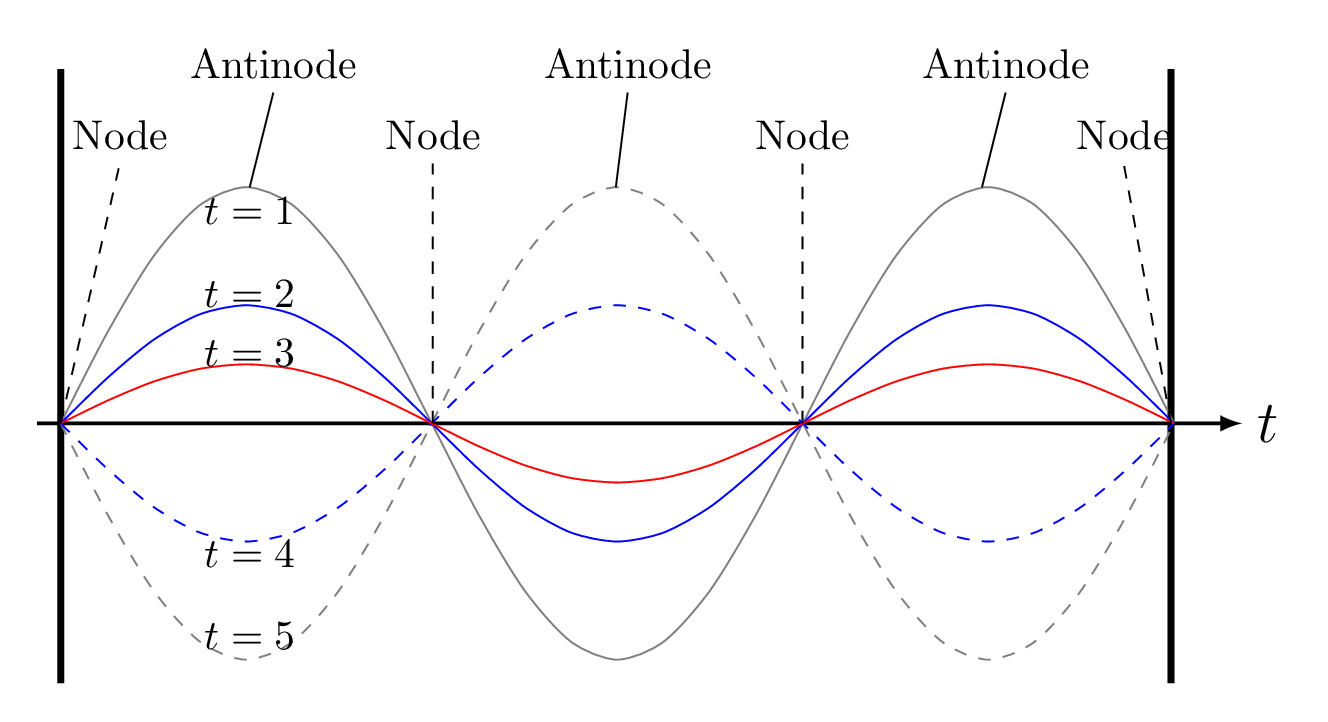 Antinode Antinode Antinode
Node Node Node Node
t = 1
t = 2
t = 3
t
t = 4
t = 5